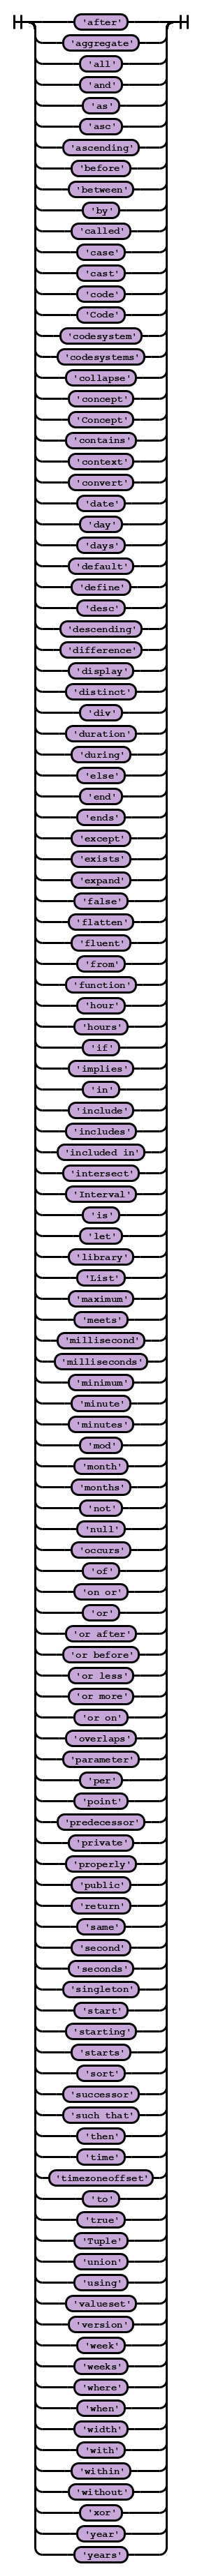 'after'
'aggregate'
'all'
'and'
'as'
'asc'
'ascending'
'before'
'between'
'by'
'called'
'case'
'cast'
'code'
'Code'
'codesystem'
'codesystems'
'collapse'
'concept'
'Concept'
'contains'
'context'
'convert'
'date'
'day'
'days'
'default'
'define'
'desc'
'descending'
'difference'
'display'
'distinct'
'div'
'duration'
'during'
'else'
'end'
'ends'
'except'
'exists'
'expand'
'false'
'flatten'
'fluent'
'from'
'function'
'hour'
'hours'
'if'
'implies'
'in'
'include'
'includes'
'included in'
'intersect'
'Interval'
'is'
'let'
'library'
'List'
'maximum'
'meets'
'millisecond'
'milliseconds'
'minimum'
'minute'
'minutes'
'mod'
'month'
'months'
'not'
'null'
'occurs'
'of'
'on or'
'or'
'or after'
'or before'
'or less'
'or more'
'or on'
'overlaps'
'parameter'
'per'
'point'
'predecessor'
'private'
'properly'
'public'
'return'
'same'
'second'
'seconds'
'singleton'
'start'
'starting'
'starts'
'sort'
'successor'
'such that'
'then'
'time'
'timezoneoffset'
'to'
'true'
'Tuple'
'union'
'using'
'valueset'
'version'
'week'
'weeks'
'where'
'when'
'width'
'with'
'within'
'without'
'xor'
'year'
'years'